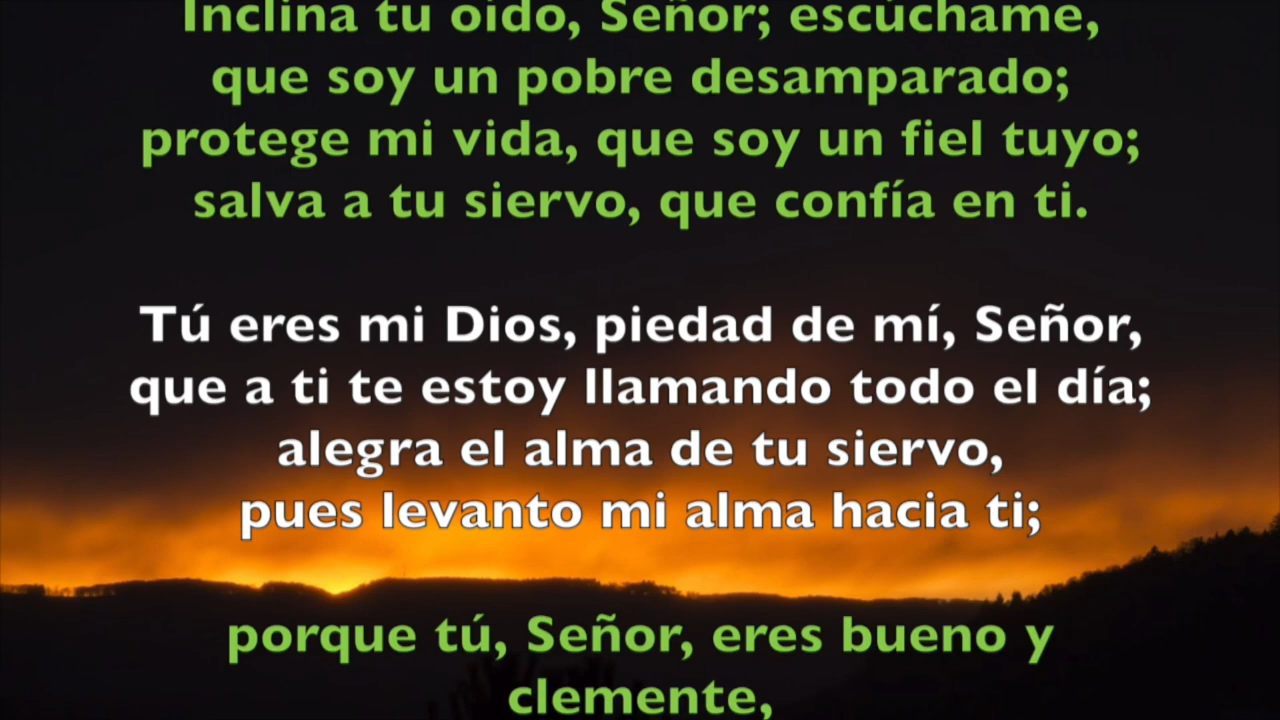 Inclina tu oído, Señor; escúchame,
que soy un pobre desamparado;
protege mi vida, que soy un fiel tuyo;
salva a tu siervo, que confía en ti.
Tú eres mi Dios, piedad de mí, Señor,
que a ti te estoy llamando todo el día;
alegra el alma de tu siervo,
pues levanto mi alma hacia ti;
porque tú, Señor, eres bueno y
clemente,